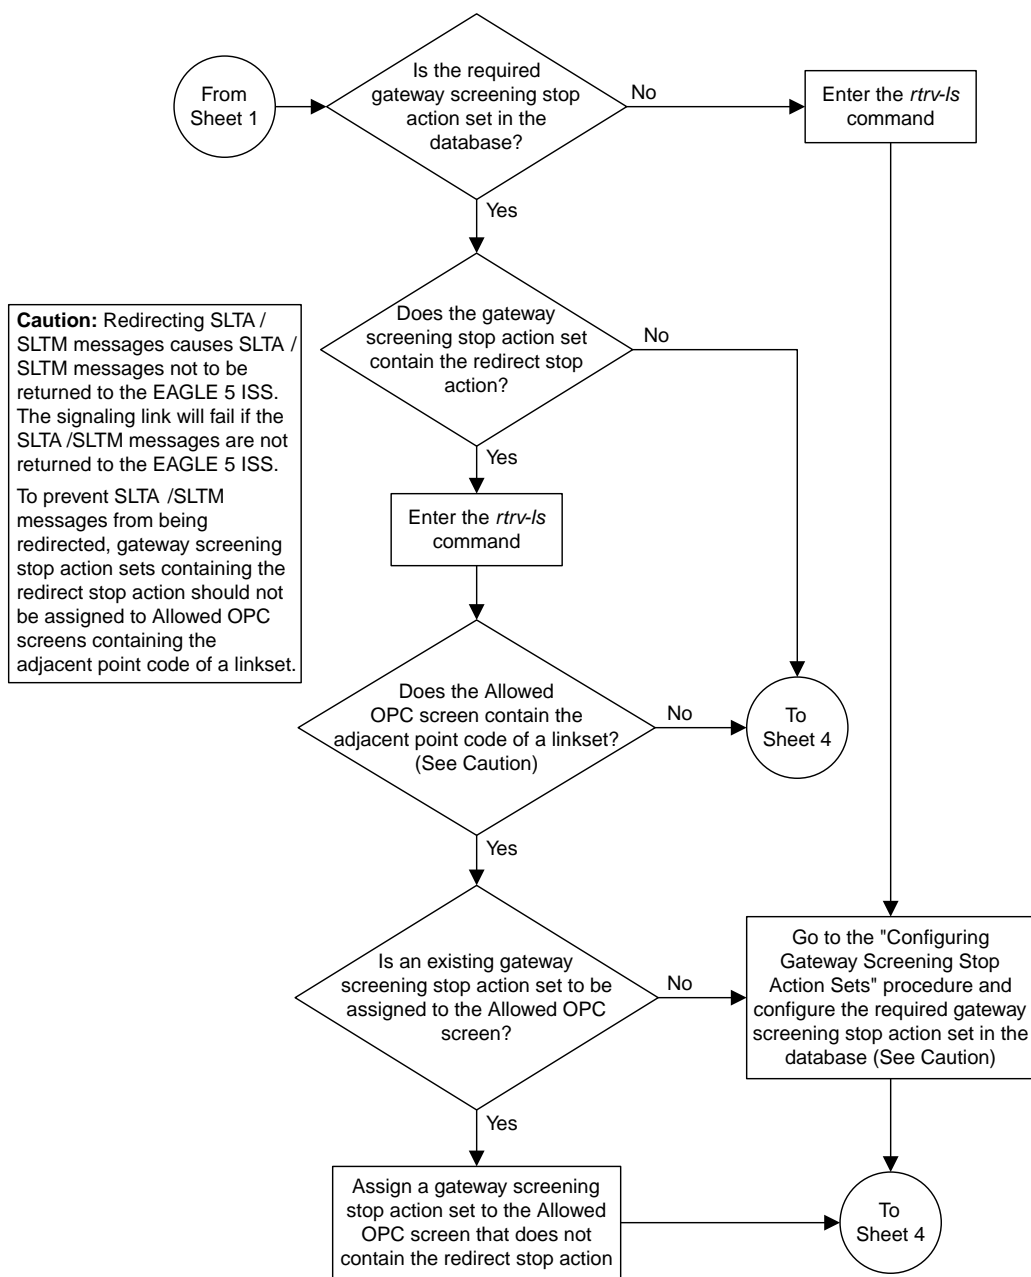 From
Sheet 1
Is the required
gateway screening stop
action set in the
database?
No
Enter the rtrv-ls
command
Yes
Does the gateway
screening stop action set
contain the redirect stop
action?
No
Yes
Caution: Redirecting SLTA /
SLTM messages causes SLTA /
SLTM messages not to be
returned to the EAGLE 5 ISS.
The signaling link will fail if the
SLTA /SLTM messages are not
returned to the EAGLE 5 ISS.
To prevent SLTA /SLTM
messages from being
redirected, gateway screening
stop action sets containing the
redirect stop action should not
be assigned to Allowed OPC
screens containing the
adjacent point code of a linkset.
Enter the rtrv-ls
command
Does the Allowed
OPC screen contain the
adjacent point code of a linkset?
(See Caution)
No
To
Sheet 4
Yes
Is an existing gateway
screening stop action set to be
assigned to the Allowed OPC
screen?
No
Go to the "Configuring
Gateway Screening Stop
Action Sets" procedure and
configure the required gateway
screening stop action set in the
database (See Caution)
Yes
Assign a gateway screening
stop action set to the Allowed
OPC screen that does not
contain the redirect stop action
To
Sheet 4